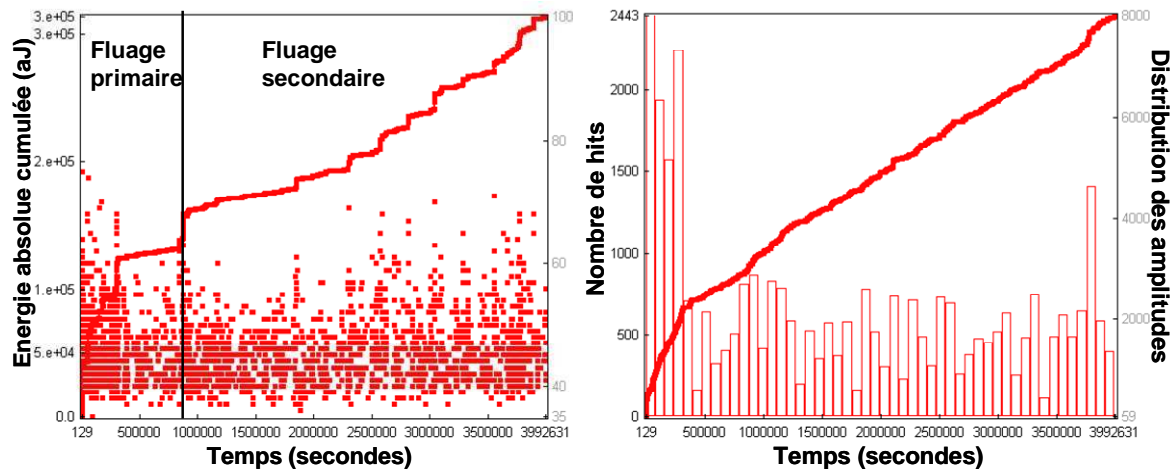 Energie absolue cumulée (aJ)
3.e+05
3.e+05
2.e+05
1.e+05
5.e+04
0.0
Fluage
primaire
Fluage
secondaire
100
80
60
40
35
129
500000
1000000
1500000
2000000
2500000
3000000
3500000
3992631
Temps (secondes)
Nombre de hits
2443
2000
1500
1000
500
0
8000
6000
4000
2000
59
Distribution des
amplitudes
129
500000
1000000
1500000
2000000
2500000
3000000
3500000
3992631
Temps (secondes)